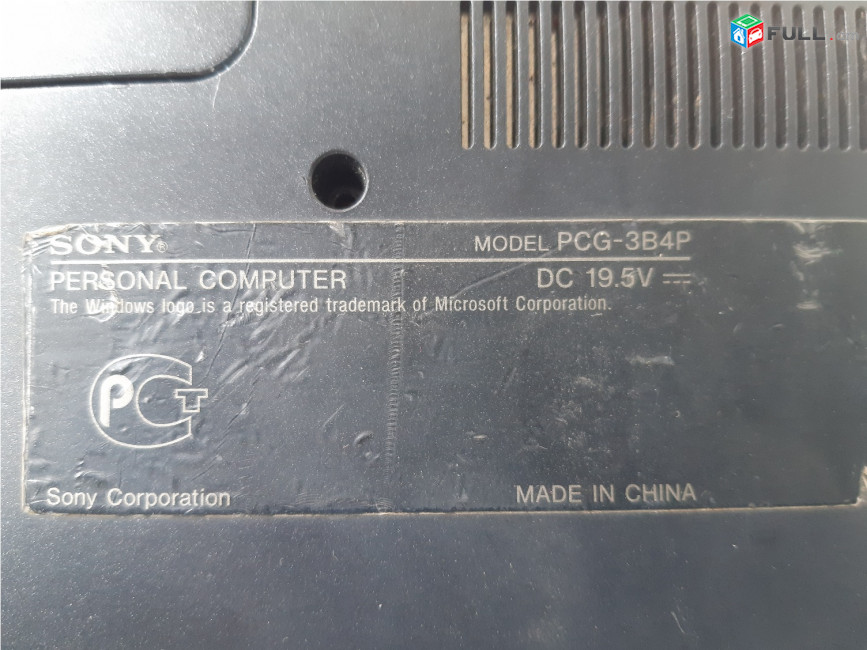 FULL
SONY®
MODEL PCG-3B4P
PERSONAL COMPUTER
DC 19.5V ⎓
The Windows logo is a registered trademark of Microsoft Corporation.
РСТ
Sony Corporation
MADE IN CHINA